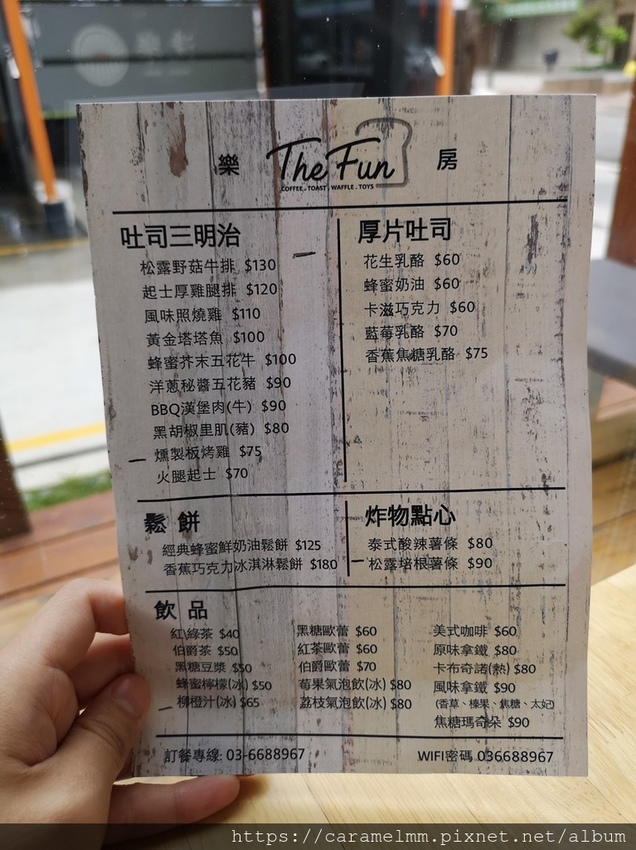 樂 The Fun 房
COFFEE . TOAST . WAFFLE . TOYS
吐司三明治
松露野菇牛排 $130
起士厚雞腿排 $120
風味照燒雞 $110
黃金塔塔魚 $100
蜂蜜芥末五花牛 $100
洋蔥秘醬五花豬 $90
BBQ漢堡肉(牛) $90
黑胡椒里肌(豬) $80
燻製板烤雞 $75
火腿起士 $70
厚片吐司
花生乳酪 $60
蜂蜜奶油 $60
卡滋巧克力 $60
藍莓乳酪 $70
香蕉焦糖乳酪 $75
鬆餅
經典蜂蜜鮮奶油鬆餅 $125
香蕉巧克力冰淇淋鬆餅 $180
炸物點心
泰式酸辣薯條 $80
松露培根薯條 $90
飲品
紅/綠茶 $40
伯爵茶 $50
黑糖豆漿 $50
蜂蜜檸檬(冰) $50
柳橙汁(冰) $65
黑糖歐蕾 $60
紅茶歐蕾 $60
伯爵歐蕾 $70
莓果氣泡飲(冰) $80
荔枝氣泡飲(冰) $80
美式咖啡 $60
原味拿鐵 $80
卡布奇諾(熱) $80
風味拿鐵 $90
(香草、榛果、焦糖、太妃)
焦糖瑪奇朵 $90
訂餐專線: 03-6688967
WIFI密碼 036688967
https://caramelmm.pixnet.net/album